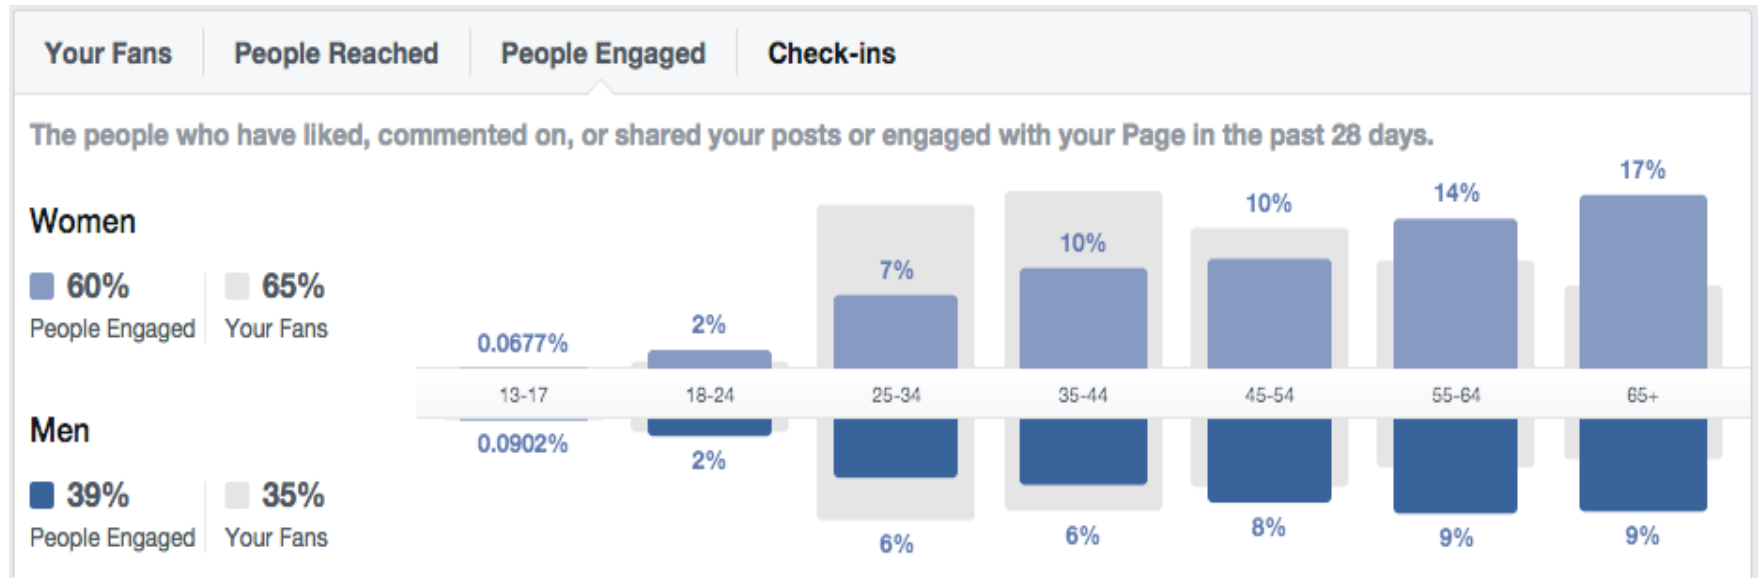 Your Fans People Reached People Engaged Check-ins
The people who have liked, commented on, or shared your posts or engaged with your Page in the past 28 days.
Women
60% 65%
People Engaged Your Fans
0.0677% 2% 7% 10% 10% 14% 17%
13-17 18-24 25-34 35-44 45-54 55-64 65+
Men
39% 35%
People Engaged Your Fans
0.0902% 2% 6% 6% 8% 9% 9%